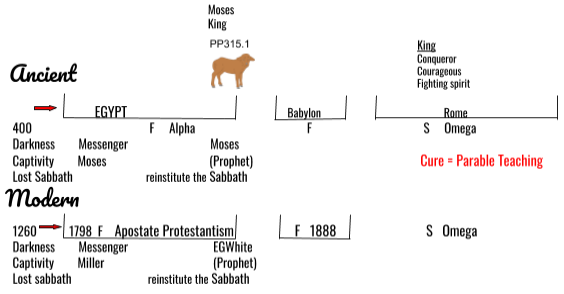 Moses
King
PP315.1
King
Conqueror
Courageous
Fighting spirit
Ancient
EGYPT
Babylon
Rome
400 F Alpha F S Omega
Darkness Messenger Moses
Captivity Moses (Prophet)
Cure = Parable Teaching
Lost Sabbath reinstitute the Sabbath
Modern
1260 1798 F Apostate Protestantism F 1888 S Omega
Darkness Messenger EGWhite
Captivity Miller (Prophet)
Lost sabbath reinstitute the Sabbath